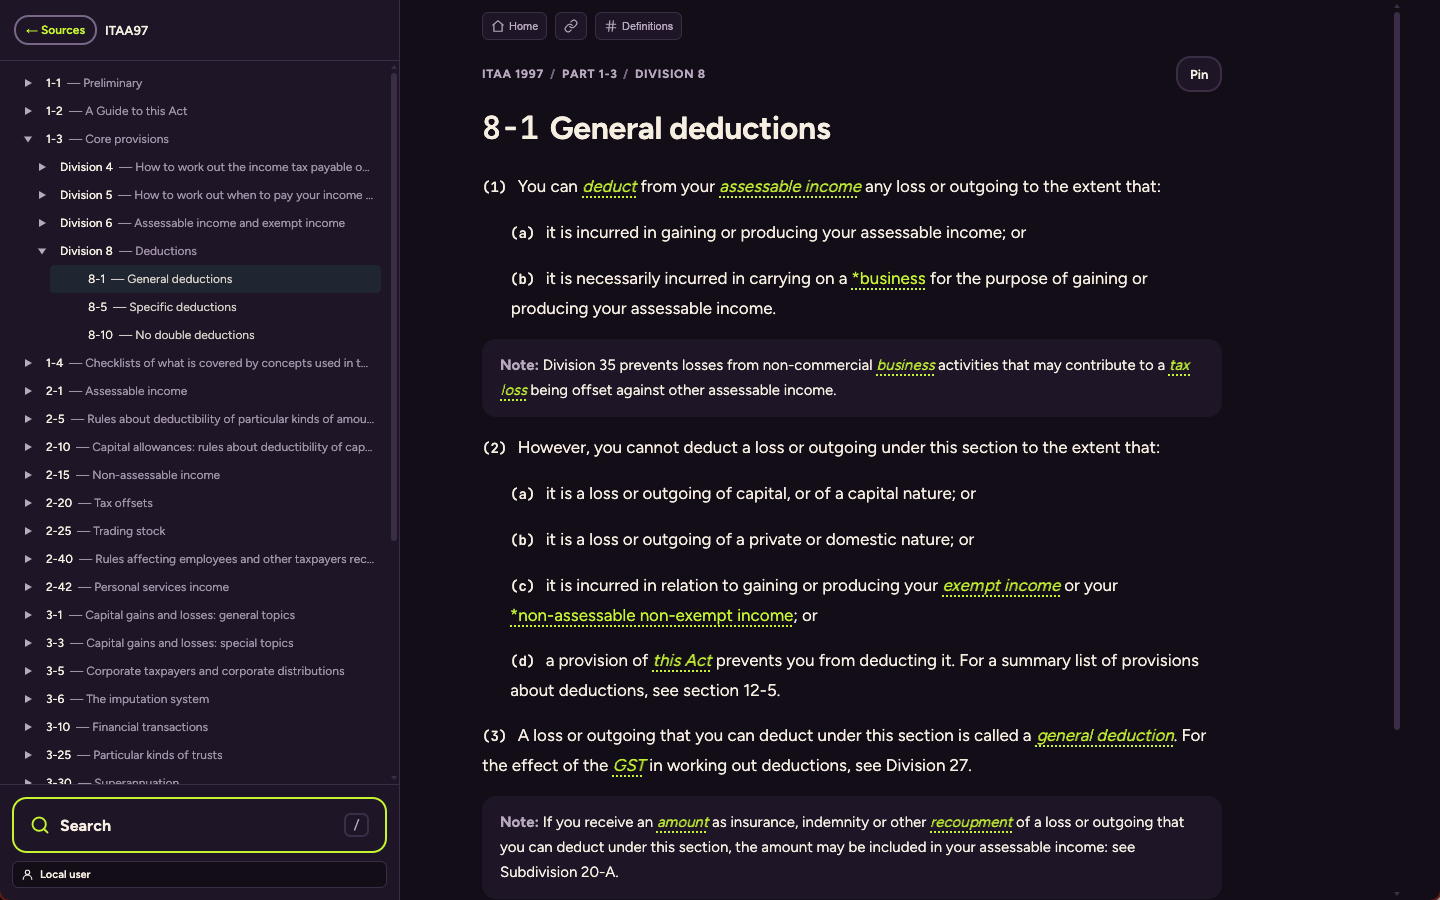 ← Sources ITAA97
1-1 — Preliminary
1-2 — A Guide to this Act
1-3 — Core provisions
Division 4 — How to work out the income tax payable o...
Division 5 — How to work out when to pay your income ...
Division 6 — Assessable income and exempt income
Division 8 — Deductions
8-1 — General deductions
8-5 — Specific deductions
8-10 — No double deductions
1-4 — Checklists of what is covered by concepts used in t...
2-1 — Assessable income
2-5 — Rules about deductibility of particular kinds of amou...
2-10 — Capital allowances: rules about deductibility of cap...
2-15 — Non-assessable income
2-20 — Tax offsets
2-25 — Trading stock
2-40 — Rules affecting employees and other taxpayers rec...
2-42 — Personal services income
3-1 — Capital gains and losses: general topics
3-3 — Capital gains and losses: special topics
3-5 — Corporate taxpayers and corporate distributions
3-6 — The imputation system
3-10 — Financial transactions
3-25 — Particular kinds of trusts
3-30 — Superannuation
Search /
Local user
Home Definitions
ITAA 1997 / PART 1-3 / DIVISION 8
Pin
8-1 General deductions
(1) You can deduct from your assessable income any loss or outgoing to the extent that:
(a) it is incurred in gaining or producing your assessable income; or
(b) it is necessarily incurred in carrying on a *business for the purpose of gaining or
producing your assessable income.
Note: Division 35 prevents losses from non-commercial business activities that may contribute to a tax
loss being offset against other assessable income.
(2) However, you cannot deduct a loss or outgoing under this section to the extent that:
(a) it is a loss or outgoing of capital, or of a capital nature; or
(b) it is a loss or outgoing of a private or domestic nature; or
(c) it is incurred in relation to gaining or producing your exempt income or your
*non-assessable non-exempt income; or
(d) a provision of this Act prevents you from deducting it. For a summary list of provisions
about deductions, see section 12-5.
(3) A loss or outgoing that you can deduct under this section is called a general deduction. For
the effect of the GST in working out deductions, see Division 27.
Note: If you receive an amount as insurance, indemnity or other recoupment of a loss or outgoing that
you can deduct under this section, the amount may be included in your assessable income: see
Subdivision 20-A.